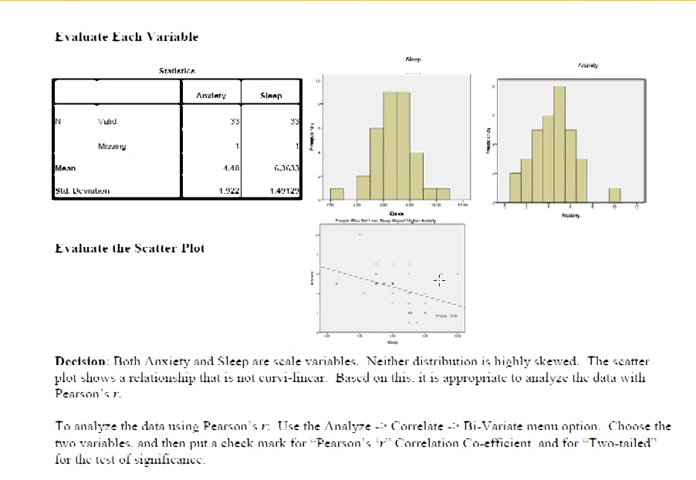 Evaluate Each Variable
Sleep
Anxiety
Statistics
Anxiety Sleep
N Valid 33 33
Missing 1 1
Mean 4.48 6.3633
Std. Deviation 1.922 1.49429
Sleep
Anxiety
Evaluate the Scatter Plot
Anxiety
Sleep
Decision: Both Anxiety and Sleep are scale variables. Neither distribution is highly skewed. The scatter
plot shows a relationship that is not curvi-linear. Based on this, it is appropriate to analyze the data with
Pearson's r.
To analyze the data using Pearson's r: Use the Analyze -> Correlate -> Bi-Variate menu option. Choose the
two variables, and then put a check mark for "Pearson's 'r'" Correlation Co-efficient and for "Two-tailed"
for the test of significance.